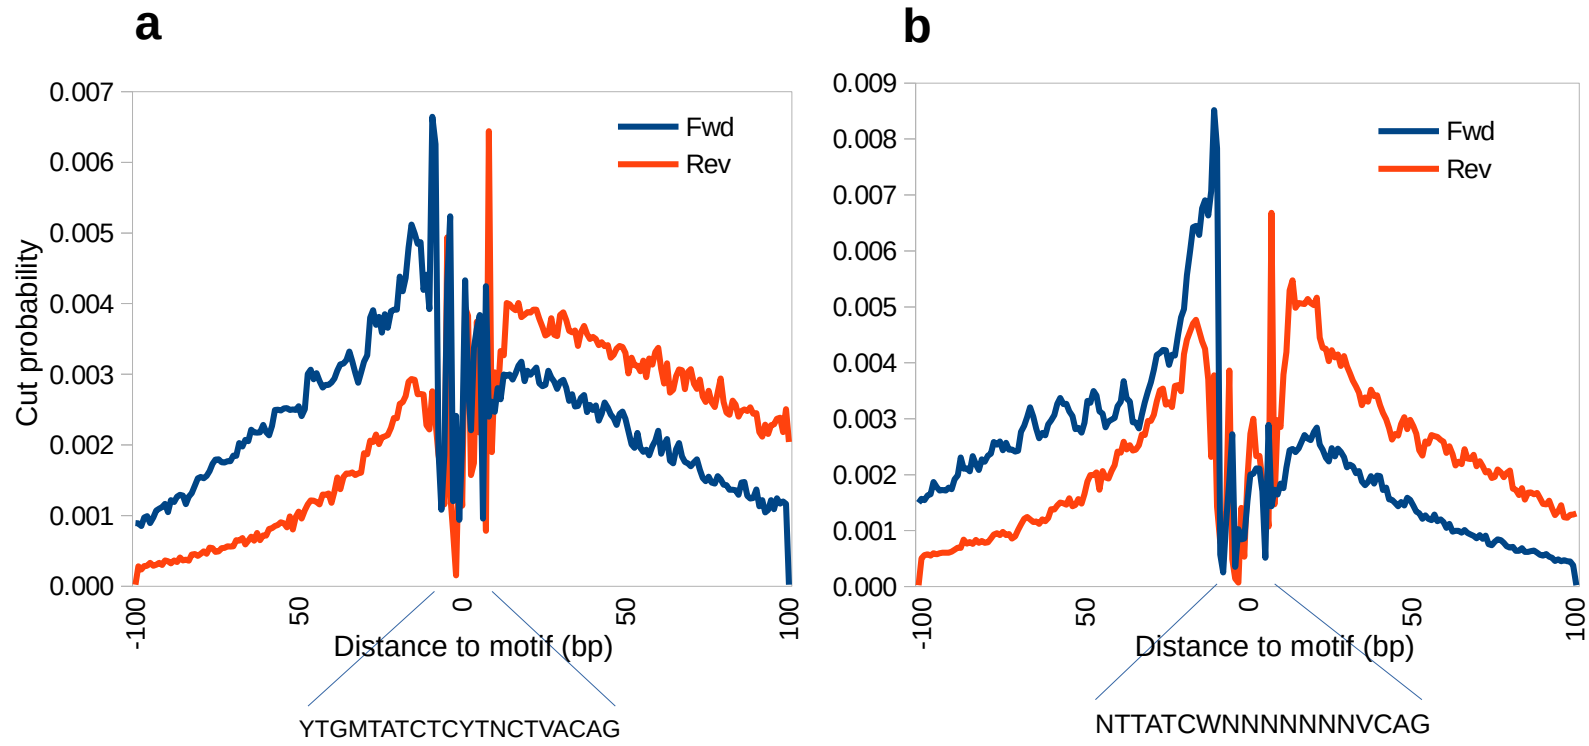 a
b
0.007
0.006
0.005
0.004
0.003
0.002
0.001
0.000
Cut probability
Fwd
Rev
-100
50
0
50
100
Distance to motif (bp)
YTGMTATCTCYTNCTVACAG
0.009
0.008
0.007
0.006
0.005
0.004
0.003
0.002
0.001
0.000
Fwd
Rev
-100
50
0
50
100
Distance to motif (bp)
NTTATCWNNNNNNNVCAG